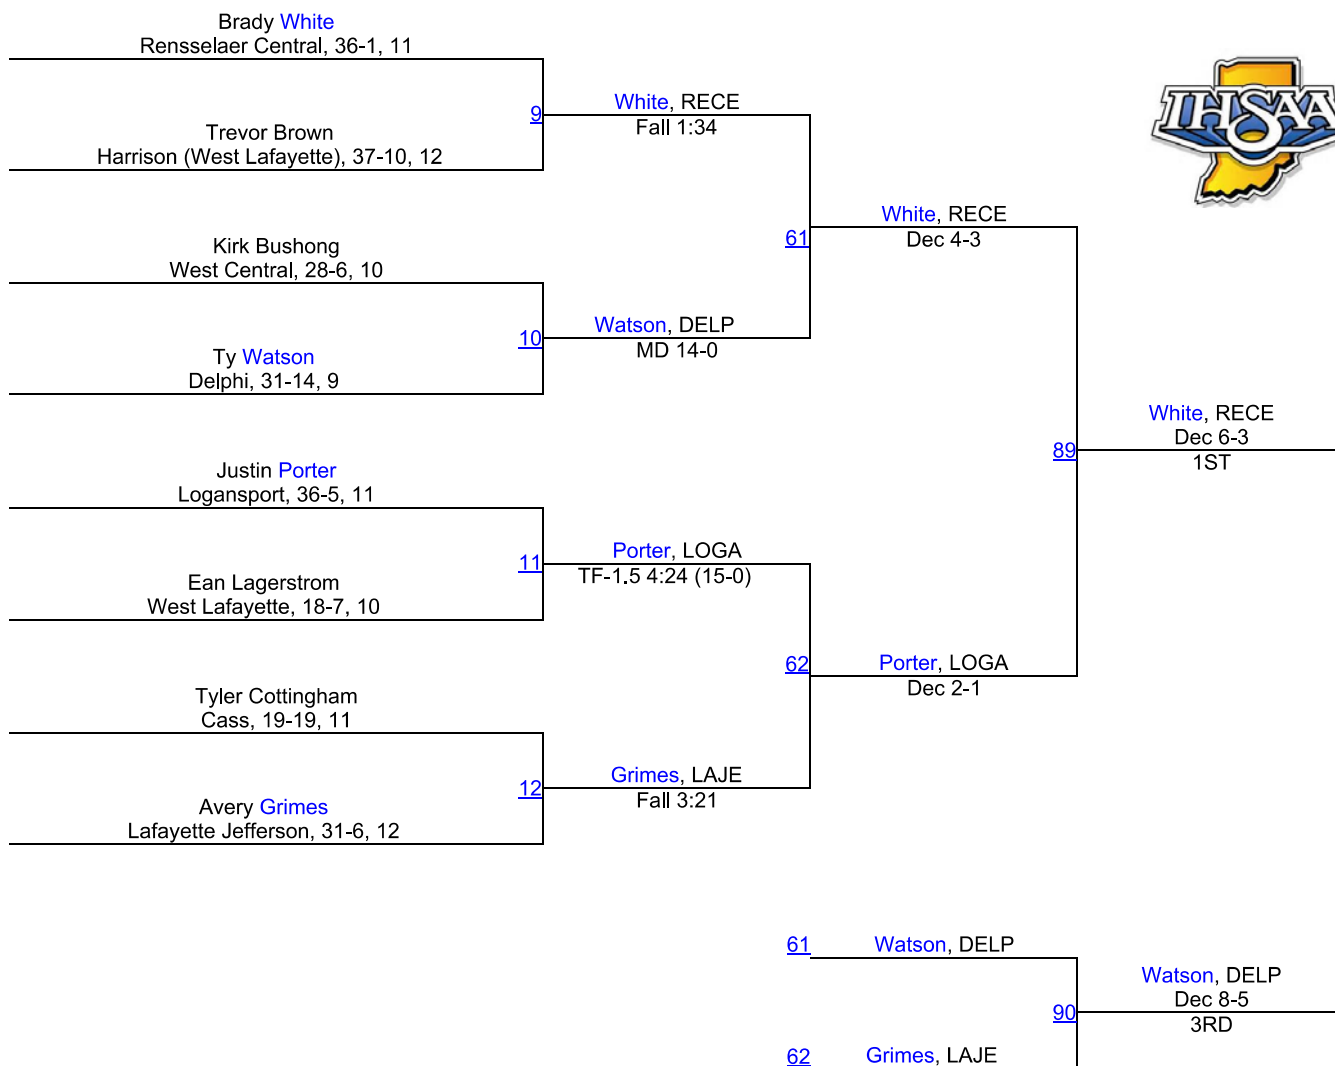 Brady White
Rensselaer Central, 36-1, 11
9
White, RECE
Fall 1:34
Trevor Brown
Harrison (West Lafayette), 37-10, 12
IHSAA
61
White, RECE
Dec 4-3
Kirk Bushong
West Central, 28-6, 10
10
Watson, DELP
MD 14-0
Ty Watson
Delphi, 31-14, 9
89
White, RECE
Dec 6-3
1ST
Justin Porter
Logansport, 36-5, 11
11
Porter, LOGA
TF-1.5 4:24 (15-0)
Ean Lagerstrom
West Lafayette, 18-7, 10
62
Porter, LOGA
Dec 2-1
Tyler Cottingham
Cass, 19-19, 11
12
Grimes, LAJE
Fall 3:21
Avery Grimes
Lafayette Jefferson, 31-6, 12
61
Watson, DELP
90
Watson, DELP
Dec 8-5
3RD
62
Grimes, LAJE